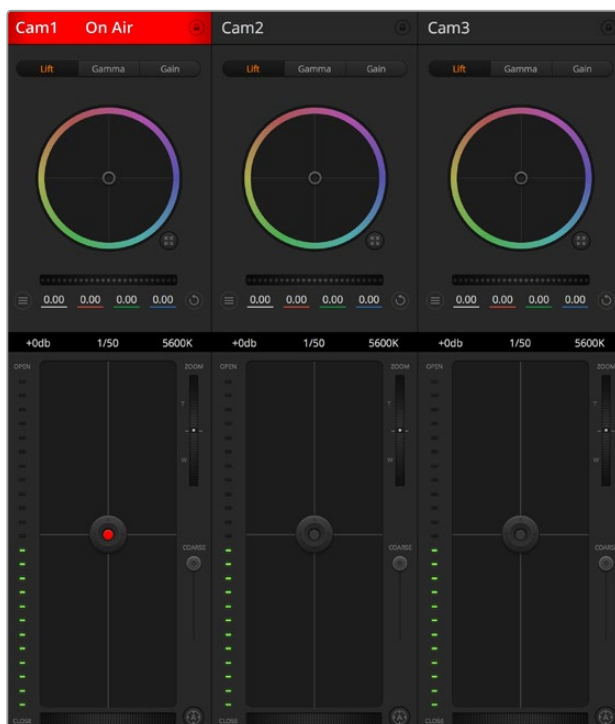 Cam1 On Air
Lift Gamma Gain
0.00 0.00 0.00 0.00
+0db 1/50 5600K
OPEN
ZOOM
T
W
COARSE
CLOSE
A
Cam2
Lift Gamma Gain
0.00 0.00 0.00 0.00
+0db 1/50 5600K
OPEN
ZOOM
T
W
COARSE
CLOSE
A
Cam3
Lift Gamma Gain
0.00 0.00 0.00 0.00
+0db 1/50 5600K
OPEN
ZOOM
T
W
COARSE
CLOSE
A